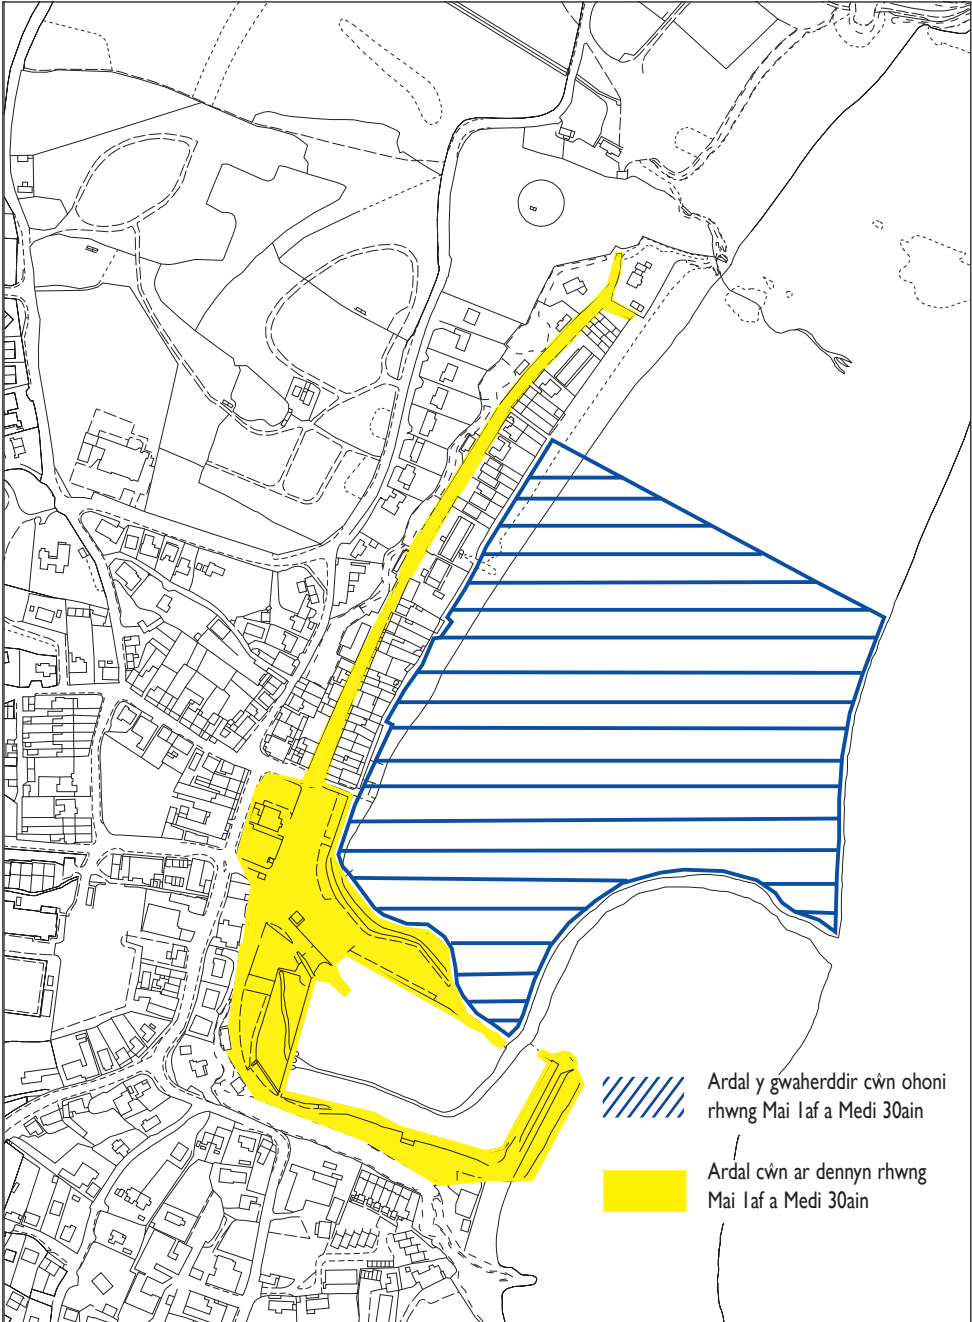 Ardal y gwaherddir cŵn ohoni
rhwng Mai 1af a Medi 30ain
Ardal cŵn ar dennyn rhwng
Mai 1af a Medi 30ain